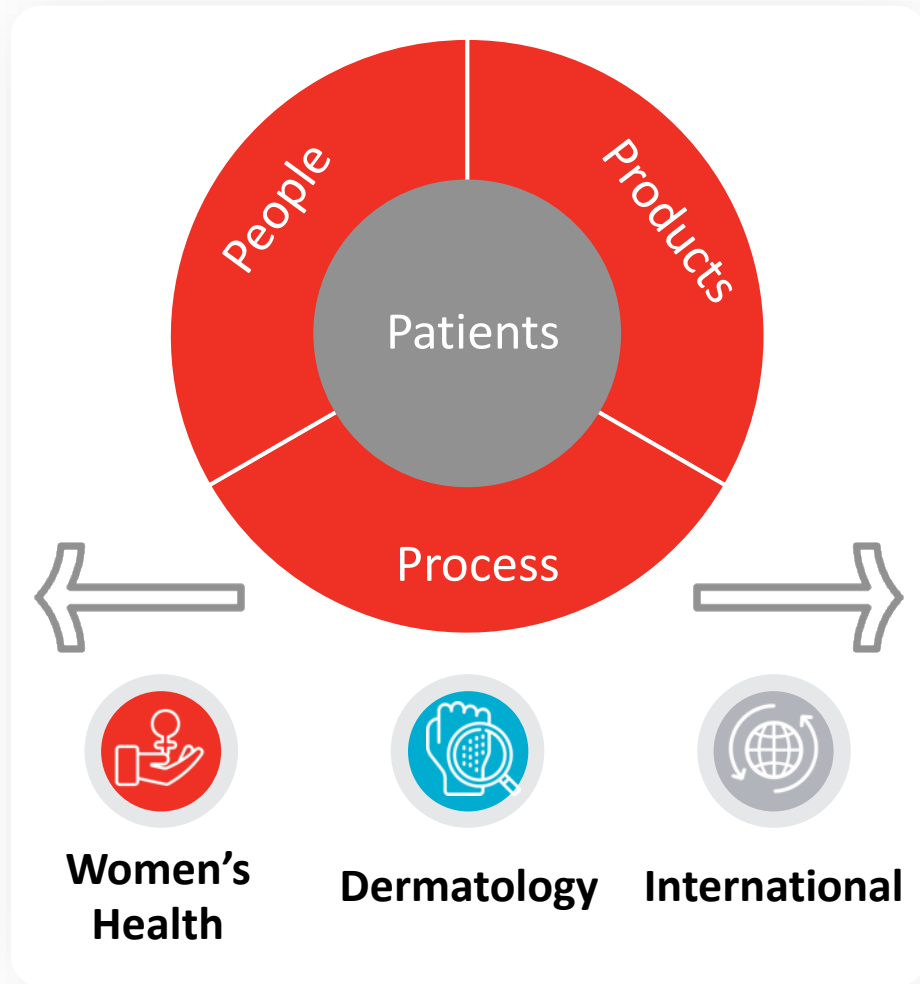 People
Products
Patients
Process
Women’s
Health
Dermatology
International